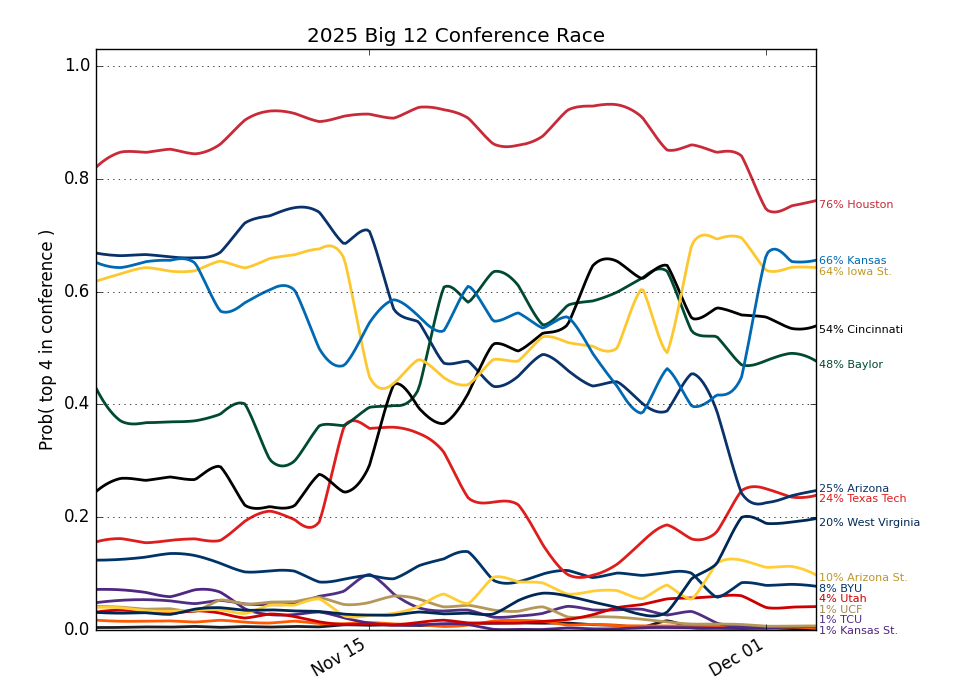 2025 Big 12 Conference Race
Prob( top 4 in conference )
1.0
0.8
0.6
0.4
0.2
0.0
Nov 15
Dec 01
76% Houston
66% Kansas
64% Iowa St.
54% Cincinnati
48% Baylor
25% Arizona
24% Texas Tech
20% West Virginia
10% Arizona St.
8% BYU
4% Utah
1% UCF
1% TCU
1% Kansas St.